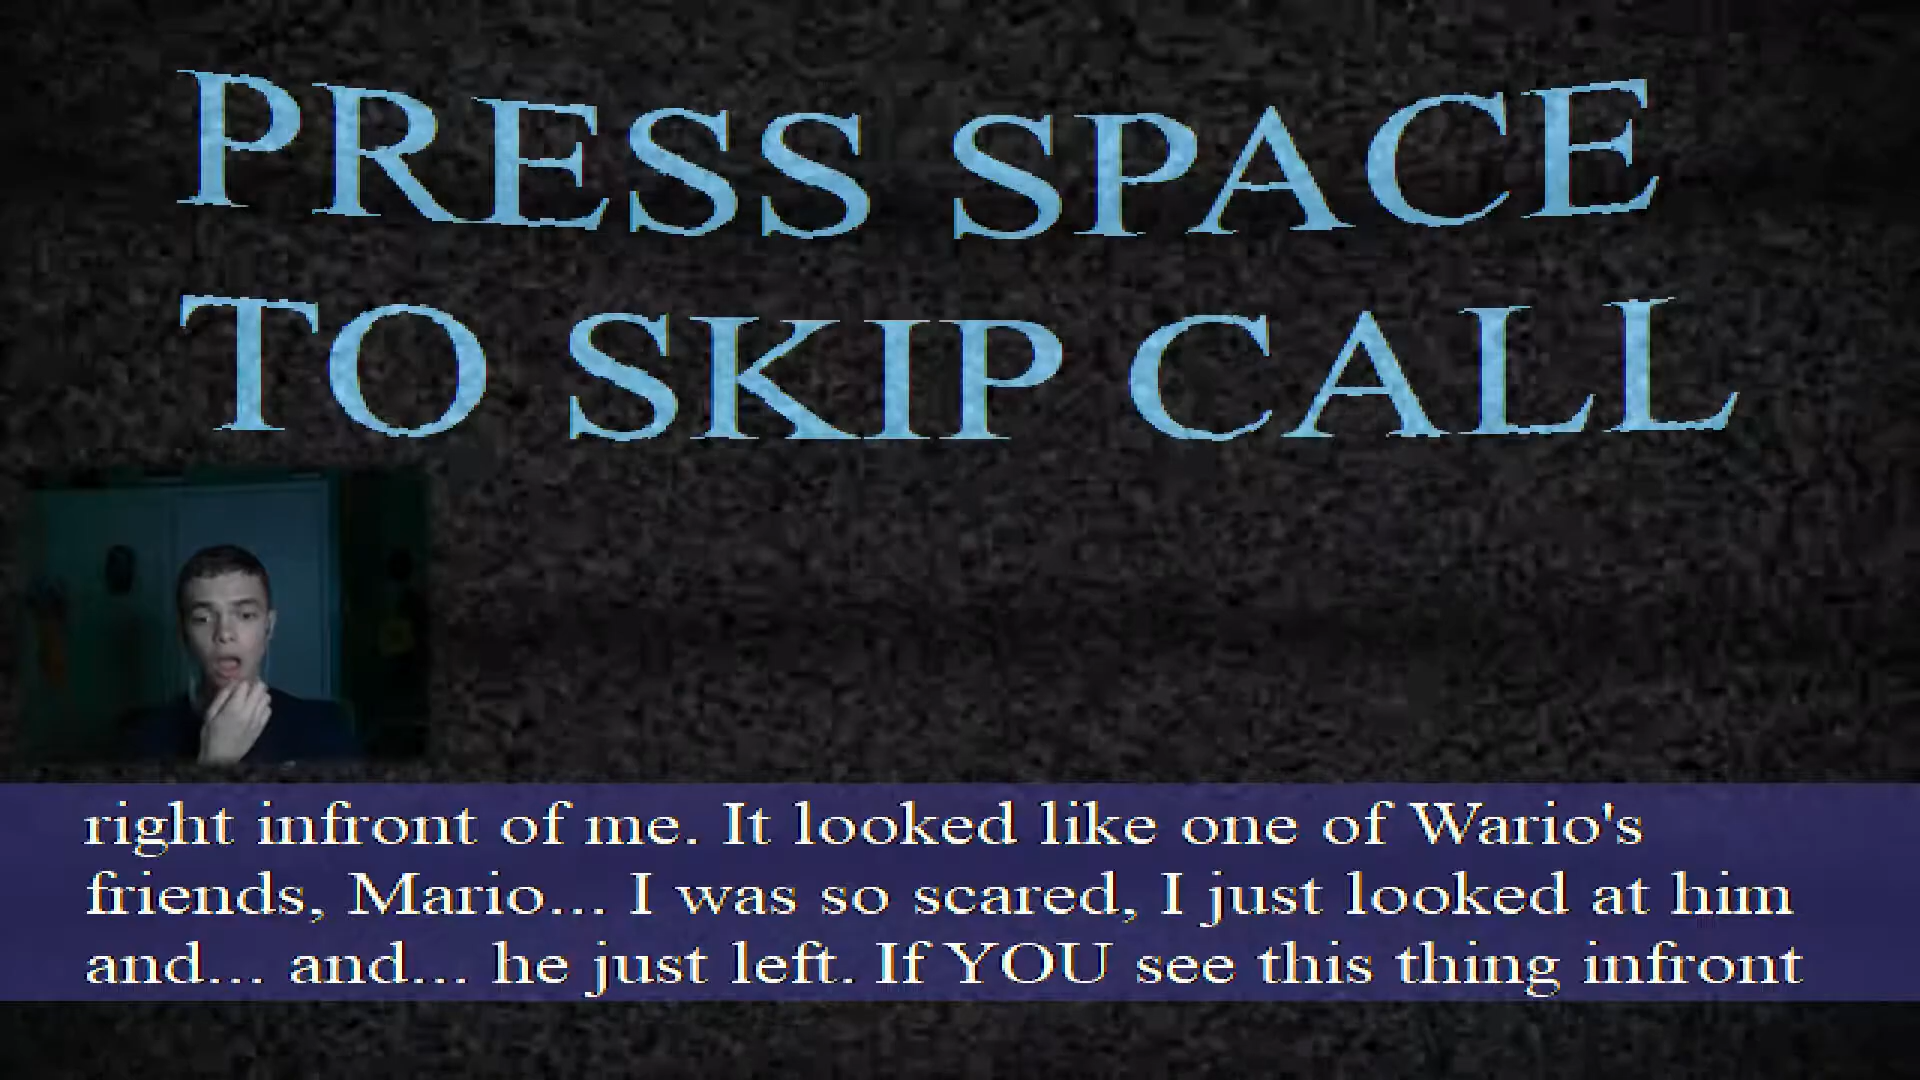 PRESS SPACE
TO SKIP CALL
right infront of me. It looked like one of Wario's
friends, Mario... I was so scared, I just looked at him
and... and... he just left. If YOU see this thing infront